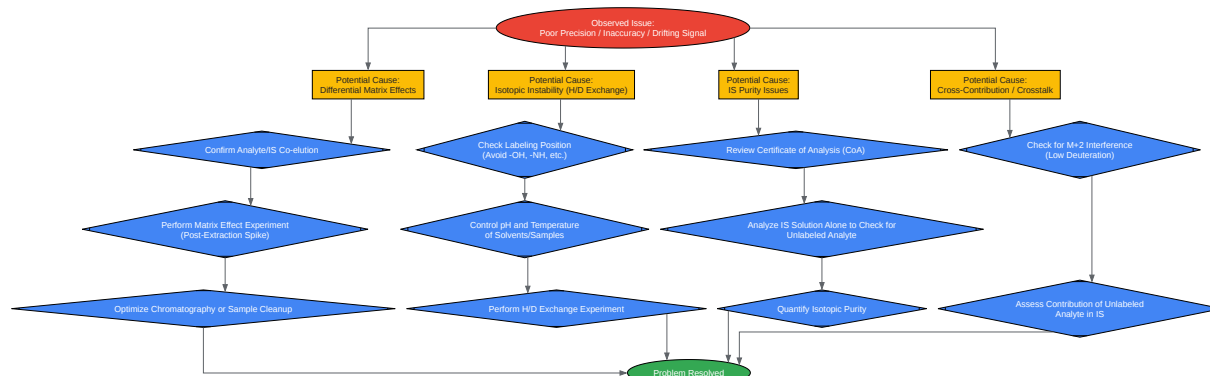 Observed Issue:
Poor Precision / Inaccuracy / Drifting Signal
Potential Cause:
Differential Matrix Effects
Potential Cause:
Isotopic Instability (H/D Exchange)
Potential Cause:
IS Purity Issues
Potential Cause:
Cross-Contribution / Crosstalk
Confirm Analyte/IS Co-elution
Check Labeling Position
(Avoid -OH, -NH, etc.)
Review Certificate of Analysis (CoA)
Check for M+2 Interference
(Low Deuteration)
Perform Matrix Effect Experiment
(Post-Extraction Spike)
Control pH and Temperature
of Solvents/Samples
Analyze IS Solution Alone to Check for
Unlabeled Analyte
Optimize Chromatography or Sample Cleanup
Perform H/D Exchange Experiment
Quantify Isotopic Purity
Assess Contribution of Unlabeled
Analyte in IS
Problem Resolved